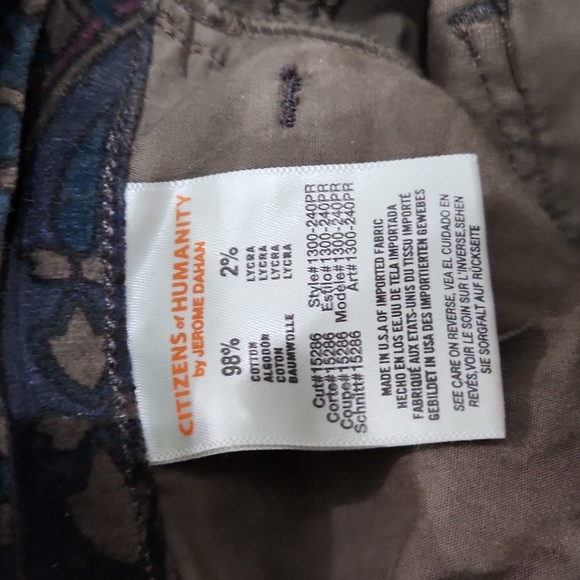 CITIZENS of HUMANITY
by JEROME DAHAN
98% 2%
COTTON LYCRA
ALGODON LYCRA
CATON LYCRA
BAUMWOLLE LYCRA
Cut#15286 Style#1300-240PR
Corte#15286 Estilo#1300-240PR
Coupe#15286 Modele#1300-240PR
Schnitt#15286 Art#1300-240PR
MADE IN U.S.A OF IMPORTED FABRIC
HECHO EN LOS EE.UU DE TELA IMPORTADA
FABRIQUÉ AUX ETATS-UNIS DU TISSU IMPORTÉ
GEBILDET IN USA DES IMPORTIERTEN GEWEBES
SEE CARE ON REVERSE, VEA EL CUIDADO EN
REVÉS,VOIR LE SOIN SUR L'INVERSE,SEHEN
SIE SORGFALT AUF RÜCKSEITE